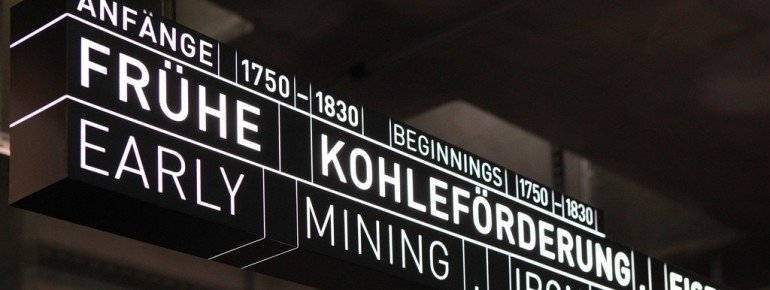 ANFÄNGE 1750–1830 BEGINNINGS 1750–1830
FRÜHE KOHLEFÖRDERUNG
EARLY MINING